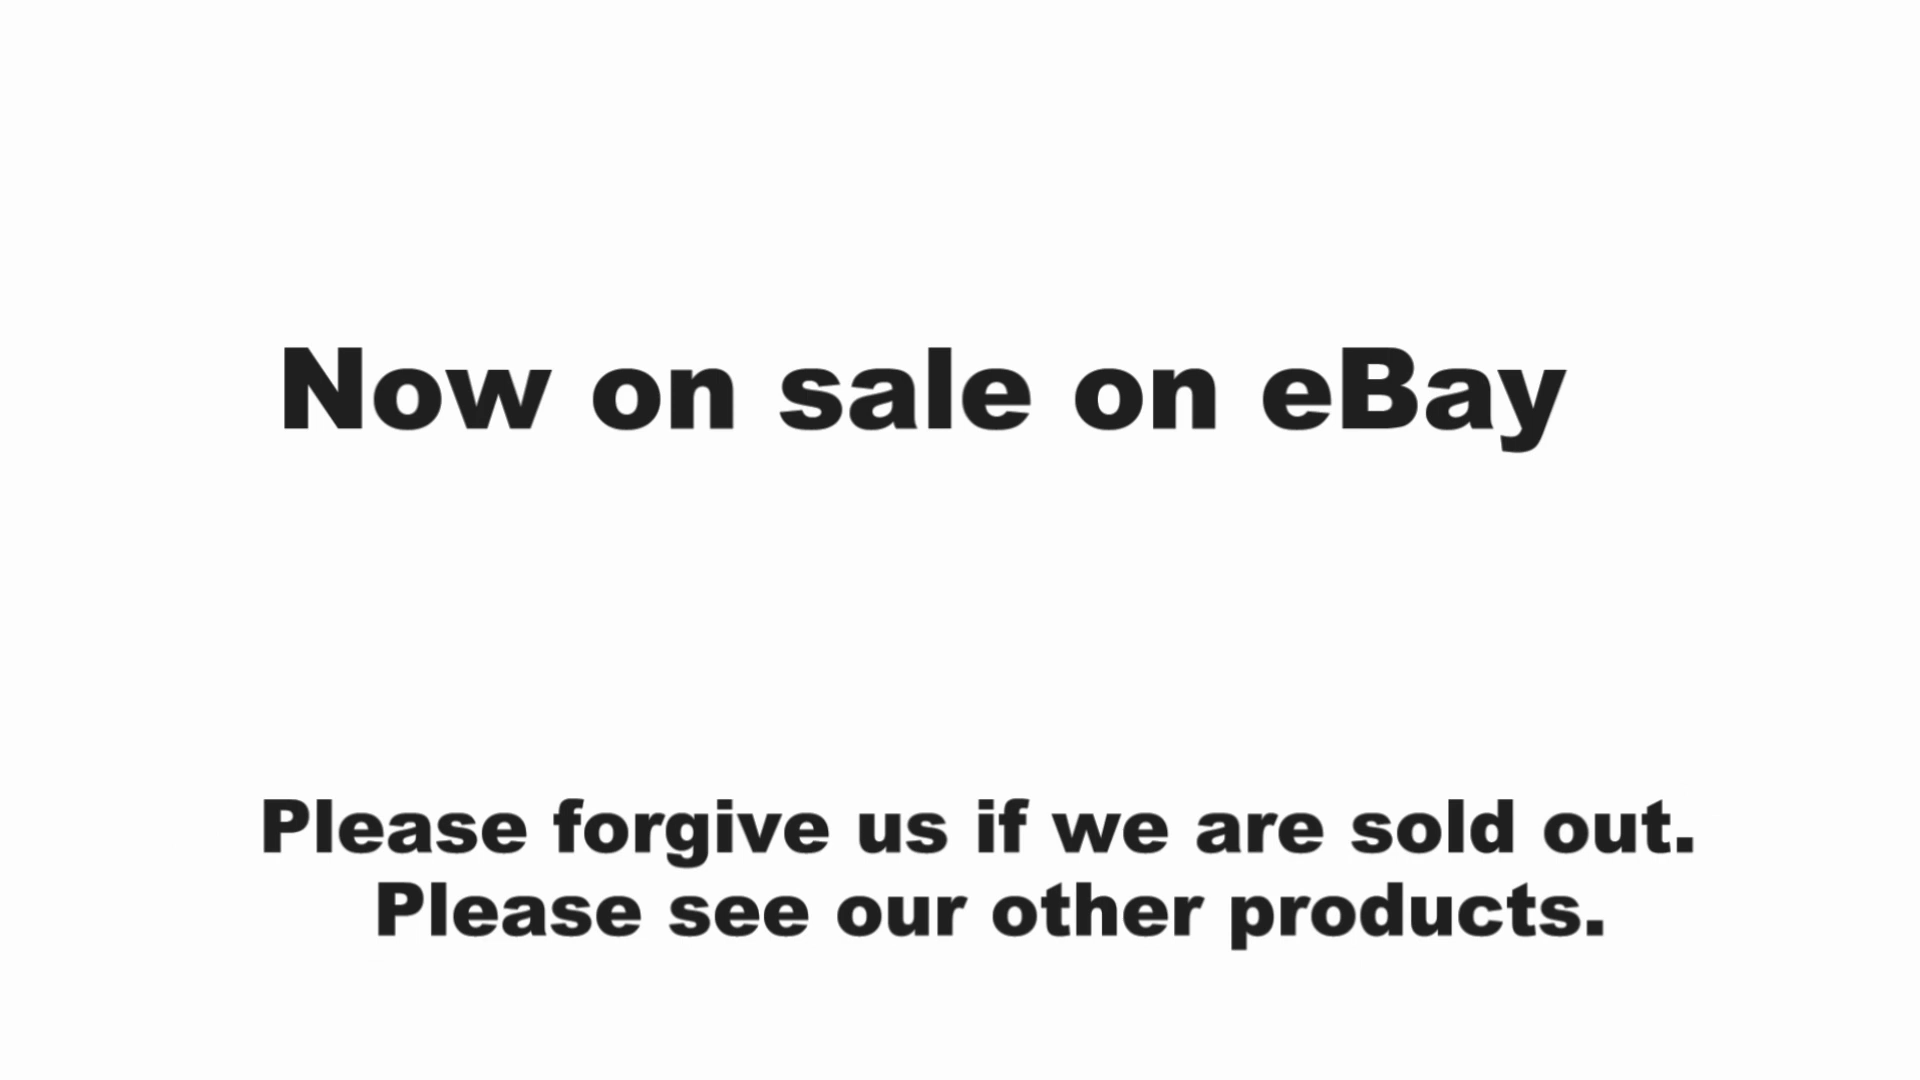 Now on sale on eBay
Please forgive us if we are sold out.
Please see our other products.